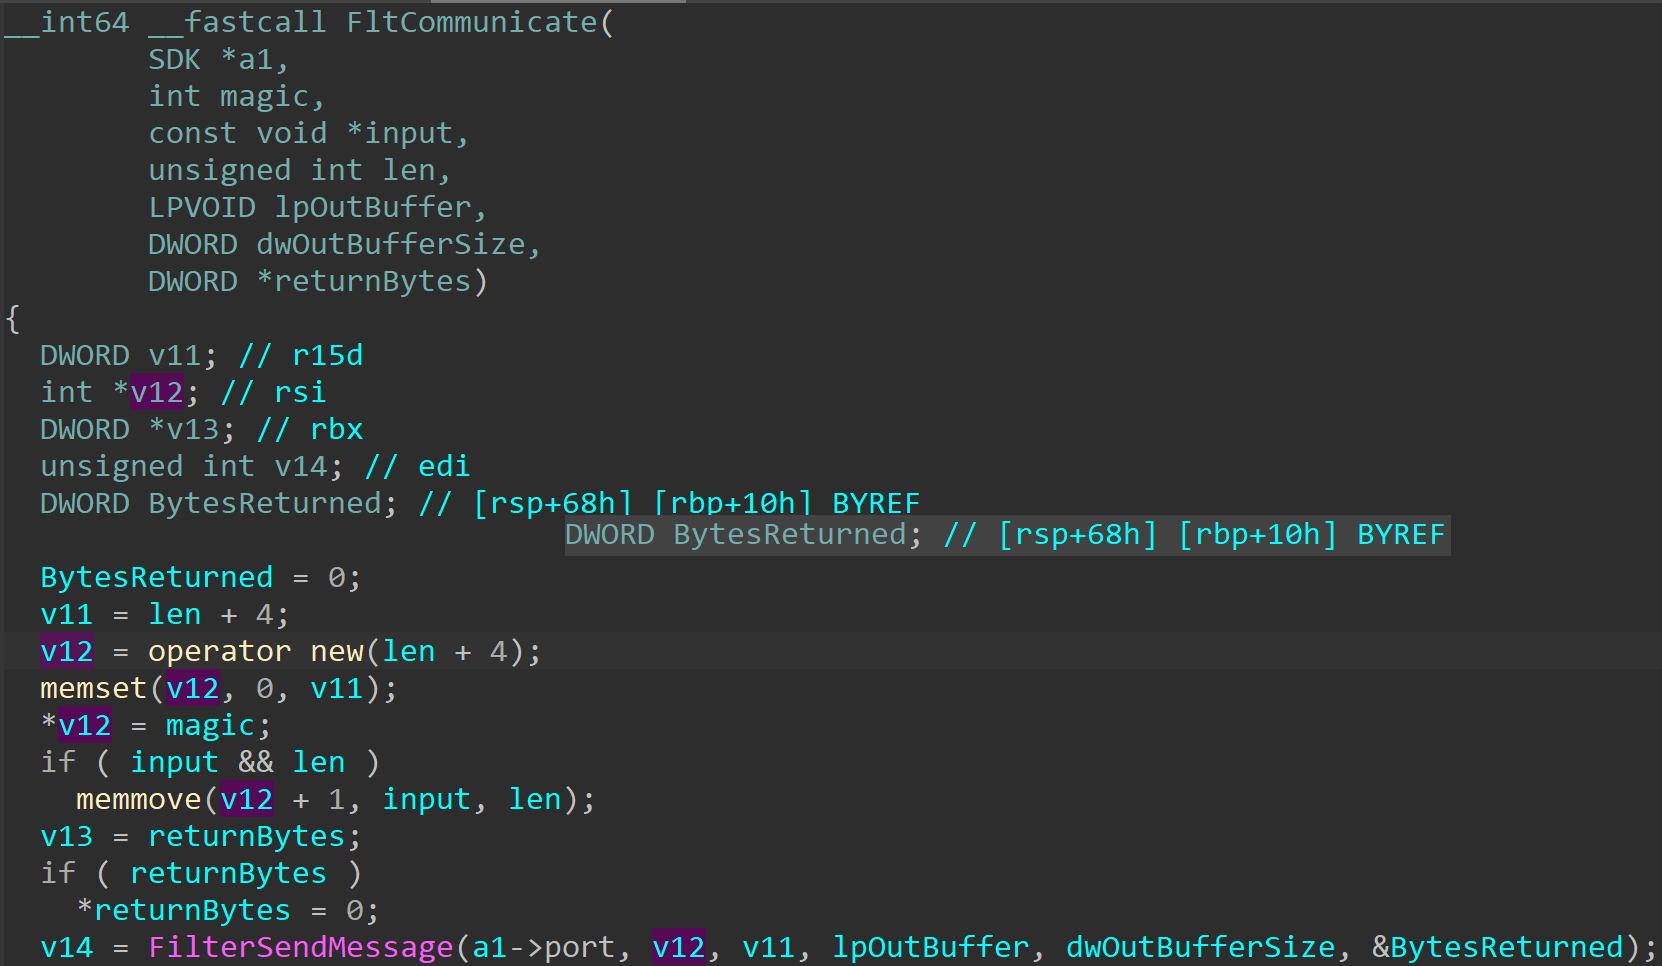 __int64 __fastcall FltCommunicate(
        SDK *a1,
        int magic,
        const void *input,
        unsigned int len,
        LPVOID lpOutBuffer,
        DWORD dwOutBufferSize,
        DWORD *returnBytes)
{
  DWORD v11; // r15d
  int *v12; // rsi
  DWORD *v13; // rbx
  unsigned int v14; // edi
  DWORD BytesReturned; // [rsp+68h] [rbp+10h] BYREF
DWORD BytesReturned; // [rsp+68h] [rbp+10h] BYREF
  BytesReturned = 0;
  v11 = len + 4;
  v12 = operator new(len + 4);
  memset(v12, 0, v11);
  *v12 = magic;
  if ( input && len )
    memmove(v12 + 1, input, len);
  v13 = returnBytes;
  if ( returnBytes )
    *returnBytes = 0;
  v14 = FilterSendMessage(a1->port, v12, v11, lpOutBuffer, dwOutBufferSize, &BytesReturned);